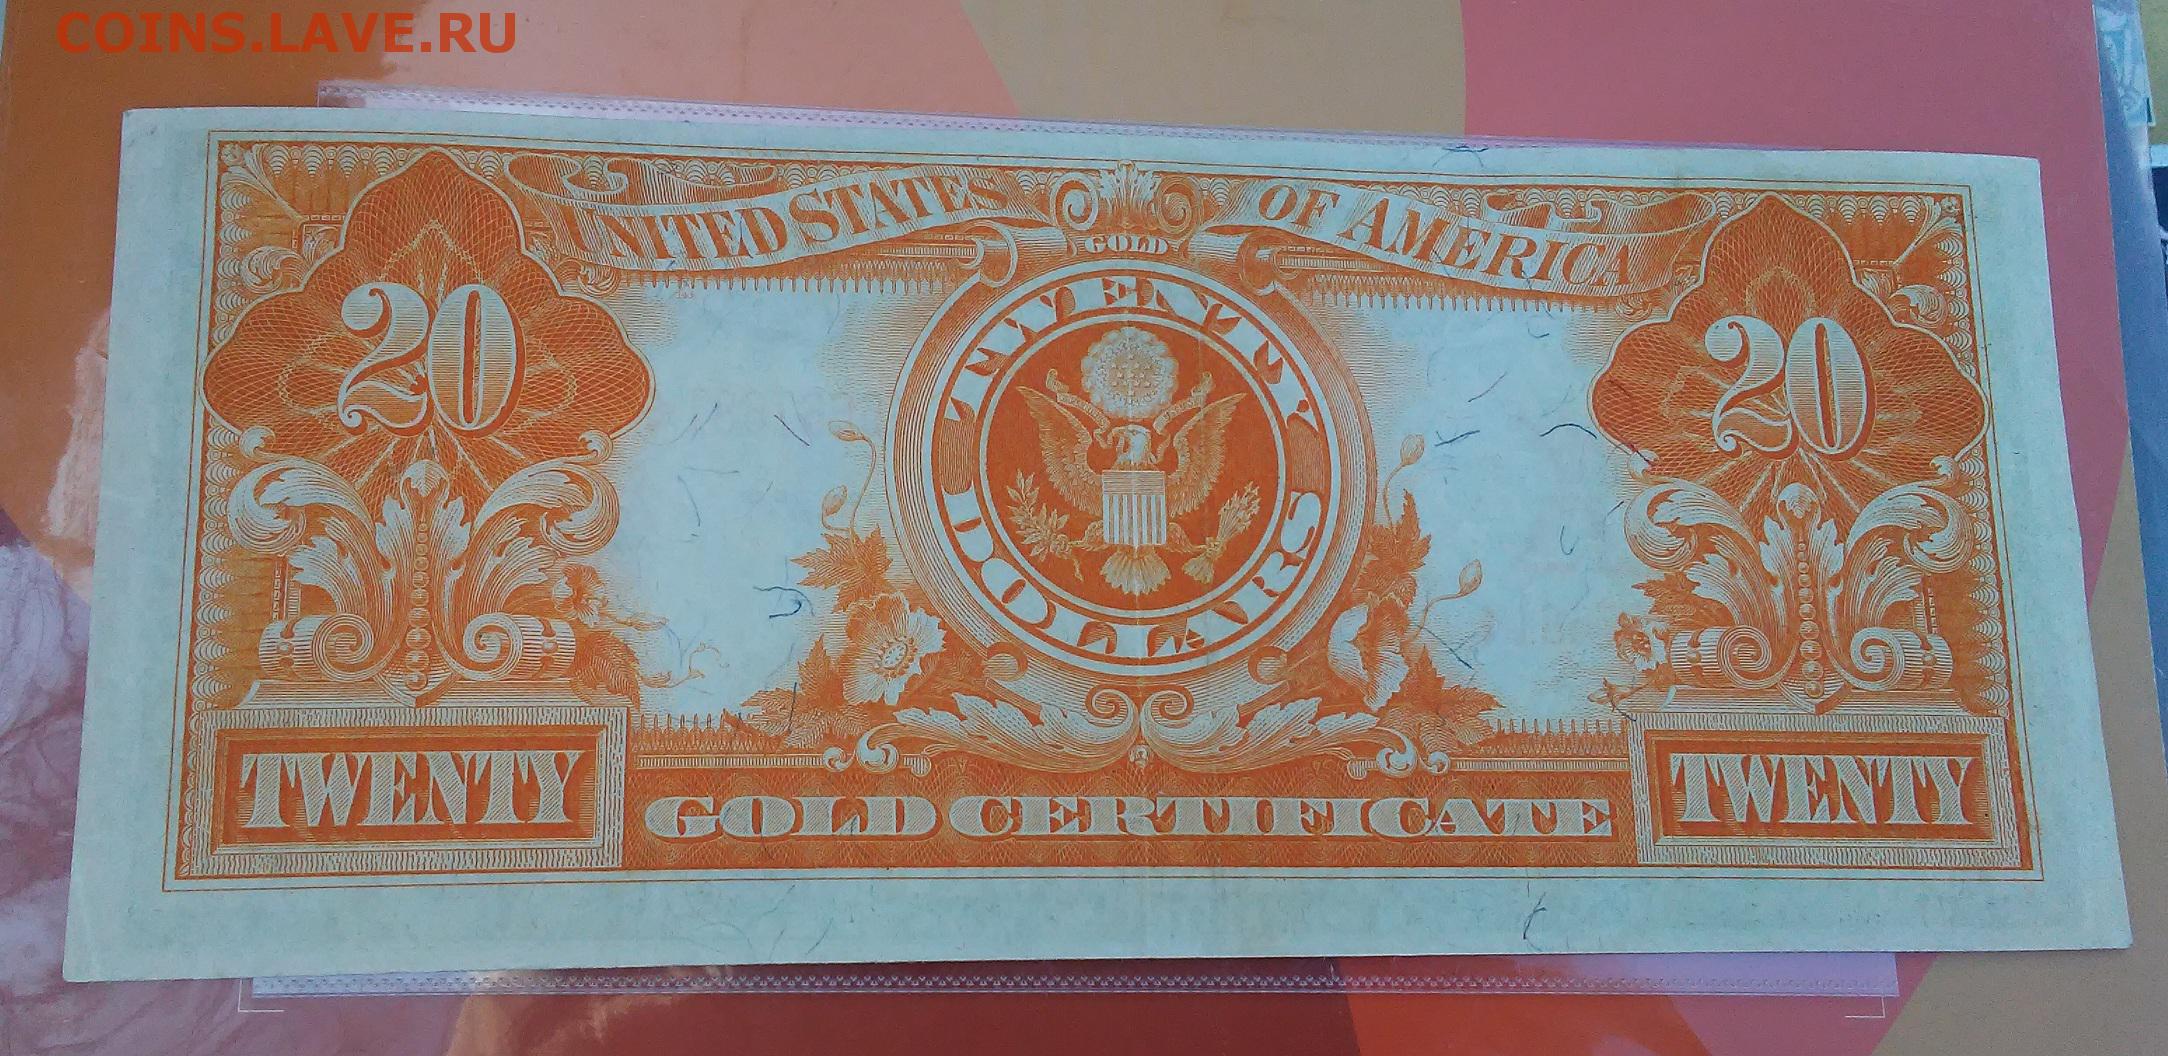 COINS.LAVE.RU
UNITED STATES OF AMERICA
GOLD
20
20
TWENTY
DOLLARS
TWENTY
GOLD CERTIFICATE
TWENTY